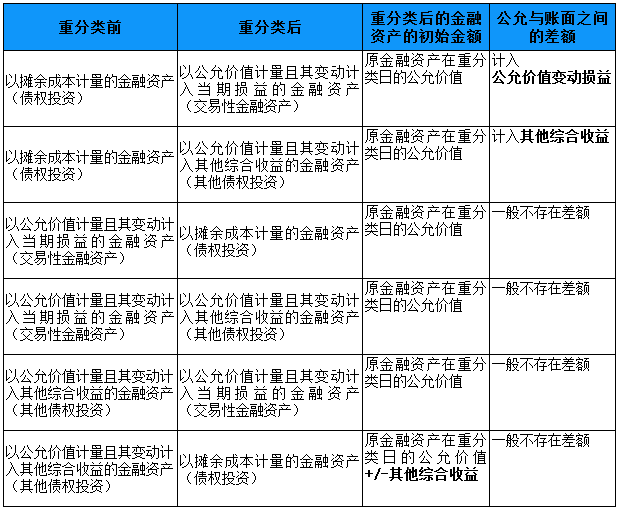 重分类前
重分类后
重分类后的金融
资产的初始金额
公允与账面之间
的差额
以摊余成本计量的金融资产
（债权投资）
以公允价值计量且其变动计
入当期损益的金融资产
（交易性金融资产）
原金融资产在重分
类日的公允价值
计入
公允价值变动损益
以摊余成本计量的金融资产
（债权投资）
以公允价值计量且其变动计
入其他综合收益的金融资产
（其他债权投资）
原金融资产在重分
类日的公允价值
计入其他综合收益
以公允价值计量且其变动计
入当期损益的金融资产
（交易性金融资产）
以摊余成本计量的金融资产
（债权投资）
原金融资产在重分
类日的公允价值
一般不存在差额
以公允价值计量且其变动计
入当期损益的金融资产
（交易性金融资产）
以公允价值计量且其变动计
入其他综合收益的金融资产
（其他债权投资）
原金融资产在重分
类日的公允价值
一般不存在差额
以公允价值计量且其变动计
入其他综合收益的金融资产
（其他债权投资）
以公允价值计量且其变动计
入当期损益的金融资产
（交易性金融资产）
原金融资产在重分
类日的公允价值
一般不存在差额
以公允价值计量且其变动计
入其他综合收益的金融资产
（其他债权投资）
以摊余成本计量的金融资产
（债权投资）
原金融资产在重分
类日的公允价值
+/-其他综合收益
一般不存在差额